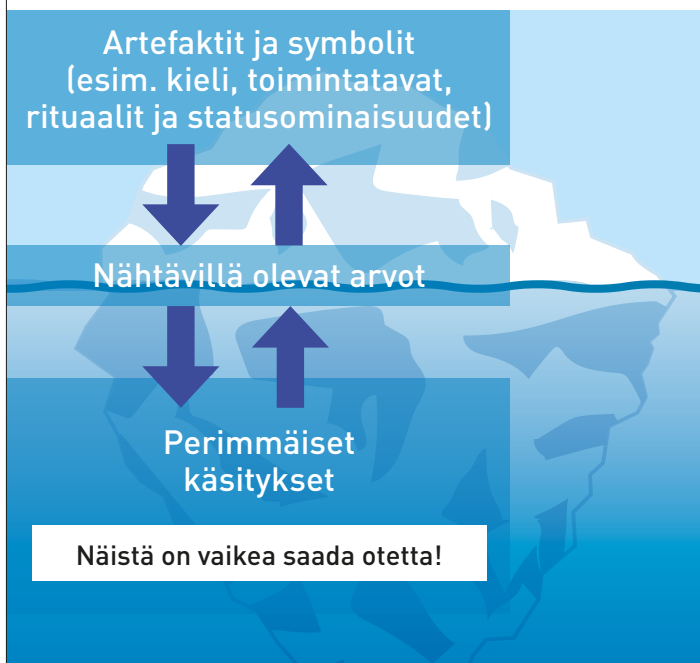 Artefaktit ja symbolit
(esim. kieli, toimintatavat,
rituaalit ja statusominaisuudet)
Nähtävillä olevat arvot
Perimmäiset
käsitykset
Näistä on vaikea saada otetta!